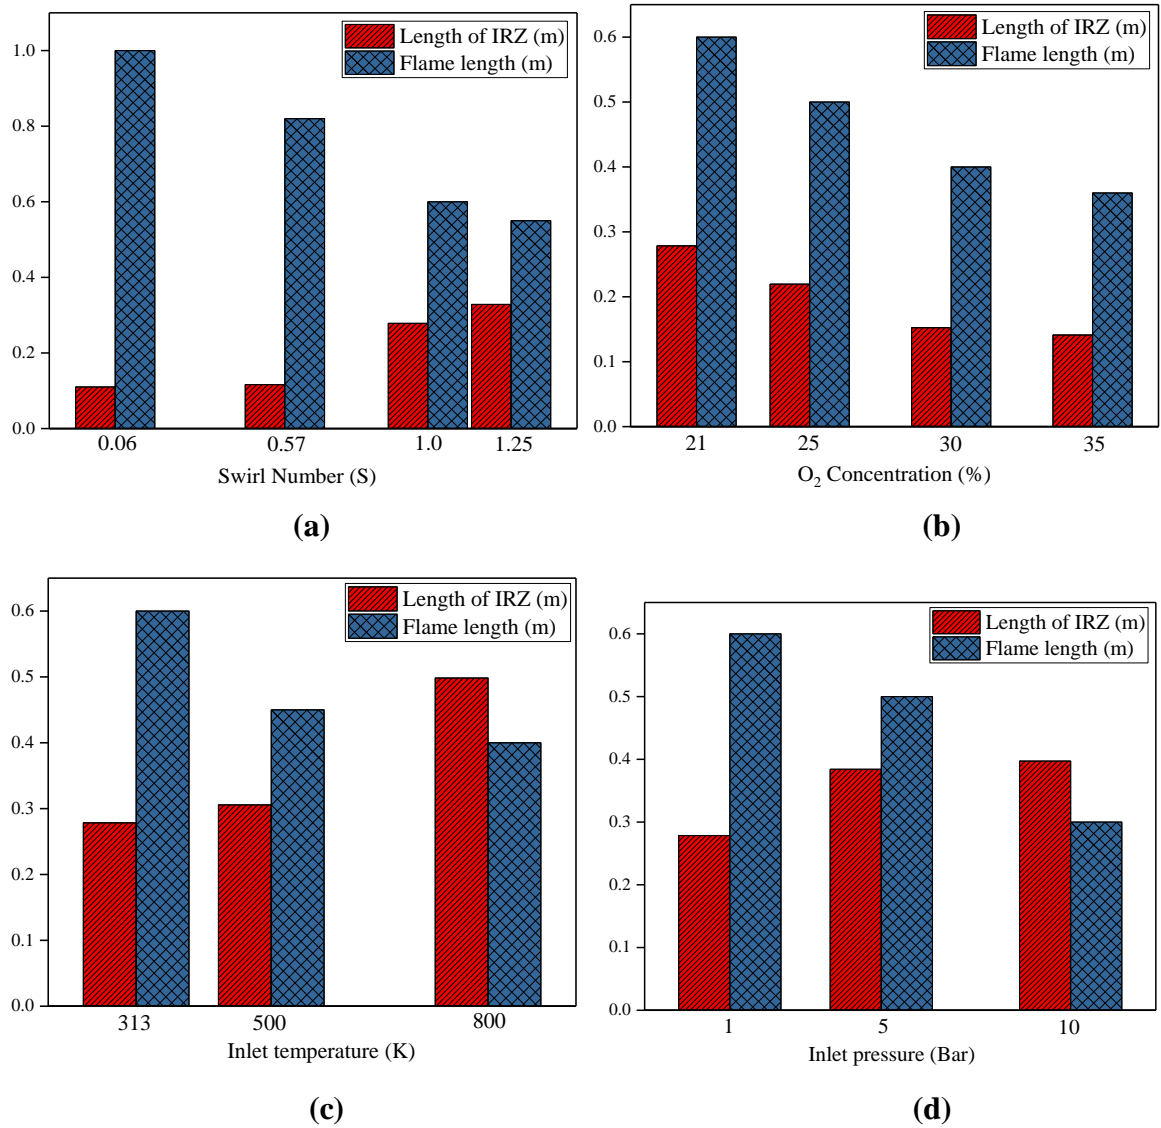 Length of IRZ (m)
Flame length (m)
1.0
0.8
0.6
0.4
0.2
0.0
0.06 0.57 1.0 1.25
Swirl Number (S)
(a)
Length of IRZ (m)
Flame length (m)
0.6
0.5
0.4
0.3
0.2
0.1
0.0
21 25 30 35
O₂ Concentration (%)
(b)
Length of IRZ (m)
Flame length (m)
0.6
0.5
0.4
0.3
0.2
0.1
0.0
313 500 800
Inlet temperature (K)
(c)
Length of IRZ (m)
Flame length (m)
0.6
0.5
0.4
0.3
0.2
0.1
0.0
1 5 10
Inlet pressure (Bar)
(d)